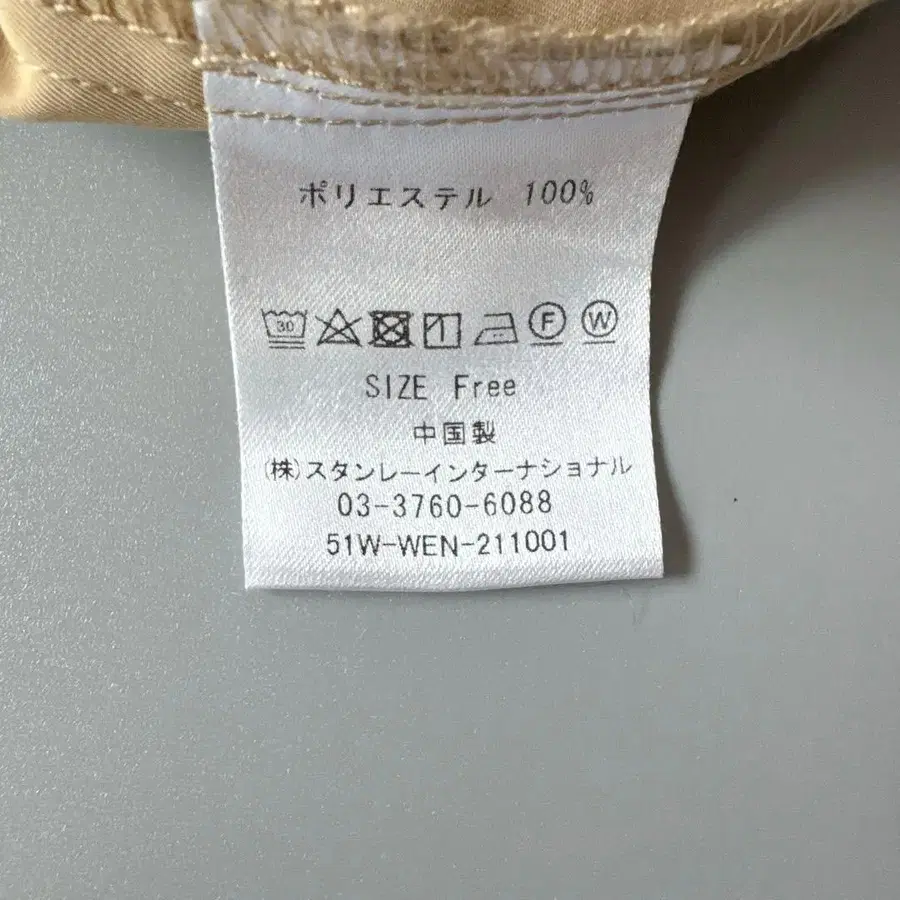 ポリエステル 100%
30 F W
SIZE Free
中国製
(株)スタンレーインターナショナル
03-3760-6088
51W-WEN-211001